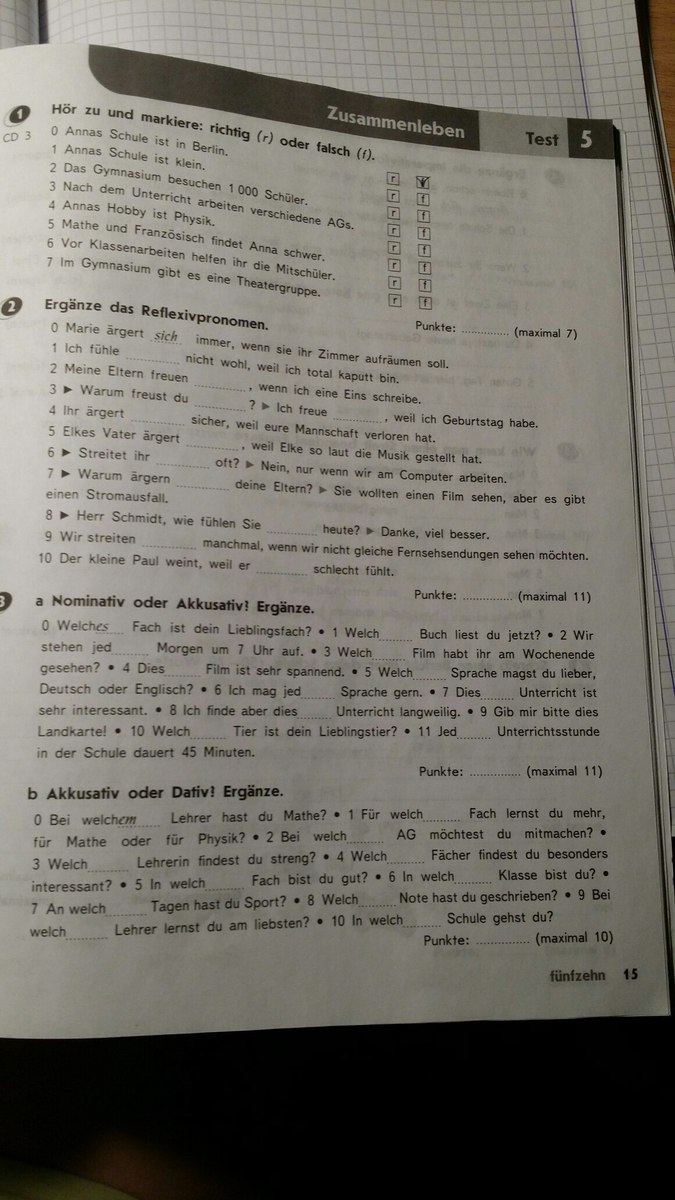 Zusammenleben Test 5
1 Hör zu und markiere: richtig (r) oder falsch (f).
CD 3 0 Annas Schule ist in Berlin. r f
1 Annas Schule ist klein. r f
2 Das Gymnasium besuchen 1 000 Schüler. r f
3 Nach dem Unterricht arbeiten verschiedene AGs. r f
4 Annas Hobby ist Physik. r f
5 Mathe und Französisch findet Anna schwer. r f
6 Vor Klassenarbeiten helfen ihr die Mitschüler. r f
7 Im Gymnasium gibt es eine Theatergruppe. r f
Punkte: .............. (maximal 7)
2 Ergänze das Reflexivpronomen.
0 Marie ärgert sich immer, wenn sie ihr Zimmer aufräumen soll.
1 Ich fühle .............. nicht wohl, weil ich total kaputt bin.
2 Meine Eltern freuen .............. , wenn ich eine Eins schreibe.
3 ► Warum freust du .............. ? ► Ich freue .............. , weil ich Geburtstag habe.
4 Ihr ärgert .............. sicher, weil eure Mannschaft verloren hat.
5 Elkes Vater ärgert .............. , weil Elke so laut die Musik gestellt hat.
6 ► Streitet ihr .............. oft? ► Nein, nur wenn wir am Computer arbeiten.
7 ► Warum ärgern .............. deine Eltern? ► Sie wollten einen Film sehen, aber es gibt
einen Stromausfall.
8 ► Herr Schmidt, wie fühlen Sie .............. heute? ► Danke, viel besser.
9 Wir streiten .............. manchmal, wenn wir nicht gleiche Fernsehsendungen sehen möchten.
10 Der kleine Paul weint, weil er .............. schlecht fühlt.
Punkte: .............. (maximal 11)
3 a Nominativ oder Akkusativ? Ergänze.
0 Welches Fach ist dein Lieblingsfach? • 1 Welch........ Buch liest du jetzt? • 2 Wir
stehen jed........ Morgen um 7 Uhr auf. • 3 Welch........ Film habt ihr am Wochenende
gesehen? • 4 Dies........ Film ist sehr spannend. • 5 Welch........ Sprache magst du lieber,
Deutsch oder Englisch? • 6 Ich mag jed........ Sprache gern. • 7 Dies........ Unterricht ist
sehr interessant. • 8 Ich finde aber dies........ Unterricht langweilig. • 9 Gib mir bitte dies
Landkarte! • 10 Welch........ Tier ist dein Lieblingstier? • 11 Jed........ Unterrichtsstunde
in der Schule dauert 45 Minuten.
Punkte: .............. (maximal 11)
b Akkusativ oder Dativ? Ergänze.
0 Bei welchem Lehrer hast du Mathe? • 1 Für welch........ Fach lernst du mehr,
für Mathe oder für Physik? • 2 Bei welch........ AG möchtest du mitmachen? •
3 Welch........ Lehrerin findest du streng? • 4 Welch........ Fächer findest du besonders
interessant? • 5 In welch........ Fach bist du gut? • 6 In welch........ Klasse bist du? •
7 An welch........ Tagen hast du Sport? • 8 Welch........ Note hast du geschrieben? • 9 Bei
welch........ Lehrer lernst du am liebsten? • 10 In welch........ Schule gehst du?
Punkte: .............. (maximal 10)
fünfzehn 15